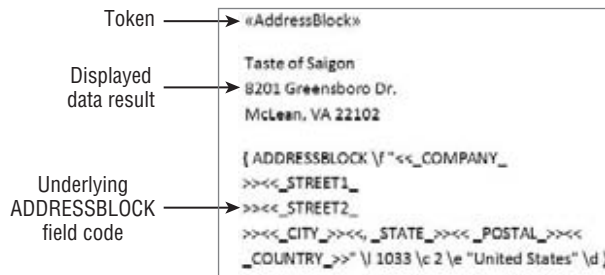 Token
«AddressBlock»
Displayed
data result
Taste of Saigon
8201 Greensboro Dr.
McLean, VA 22102
Underlying
ADDRESSBLOCK
field code
{ ADDRESSBLOCK \f "<<_COMPANY_
>><<_STREET1_
>><<_STREET2_
>><<_CITY_>><<, _STATE_>><< _POSTAL_>><<
_COUNTRY_>>" \l 1033 \c 2 \e "United States" \d }